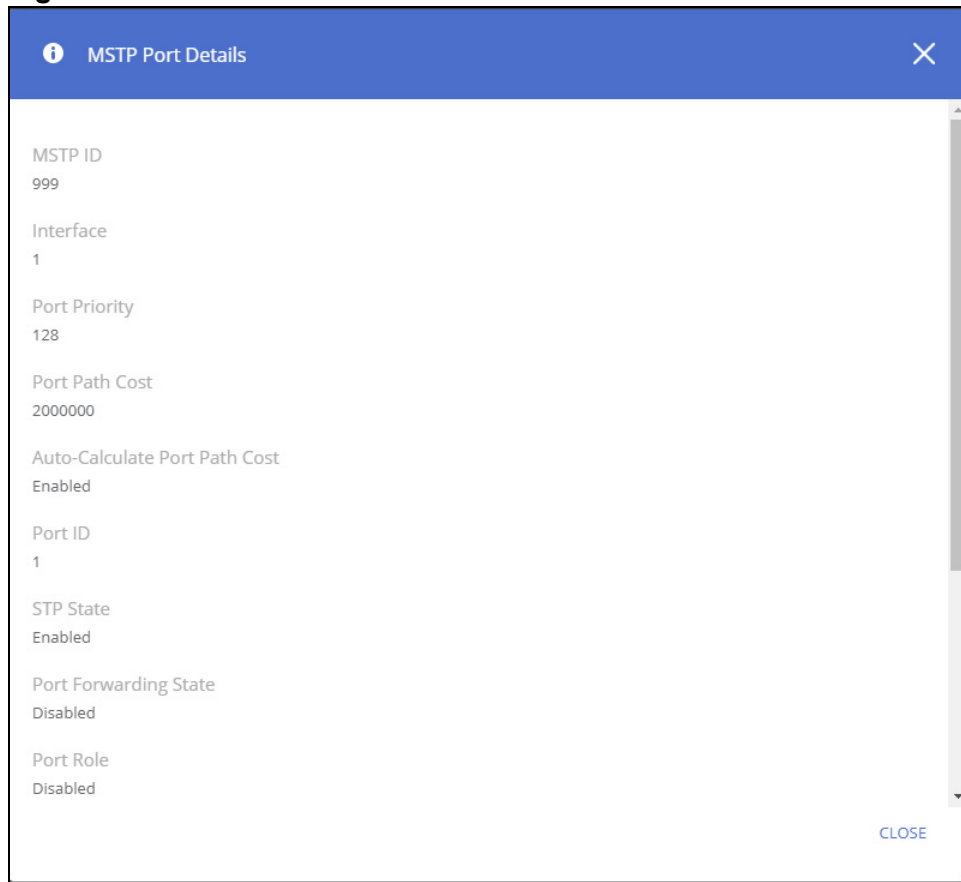 MSTP Port Details
MSTP ID
999
Interface
1
Port Priority
128
Port Path Cost
2000000
Auto-Calculate Port Path Cost
Enabled
Port ID
1
STP State
Enabled
Port Forwarding State
Disabled
Port Role
Disabled
CLOSE